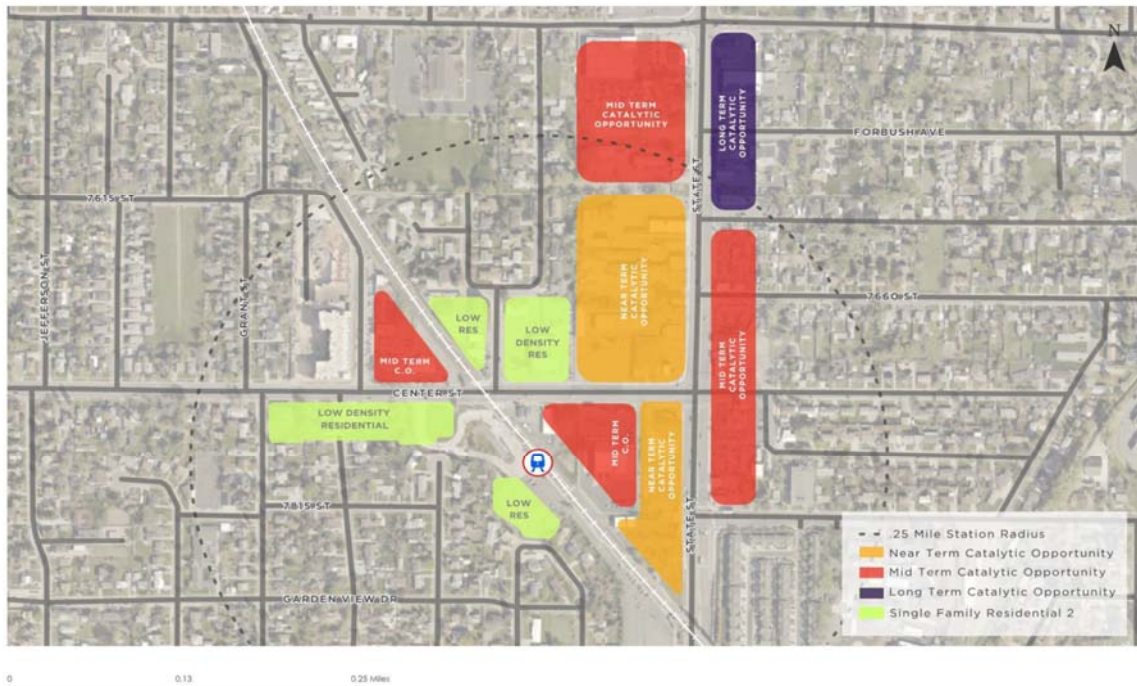 N
MID TERM
CATALYTIC
OPPORTUNITY
LONG TERM
CATALYTIC
OPPORTUNITY
FORBUSH AVE
STATE ST
7615 ST
JEFFERSON ST
GRANT ST
NEAR TERM
CATALYTIC
OPPORTUNITY
7660 ST
LOW
RES
LOW
DENSITY
RES
MID TERM
C.O.
MID TERM
CATALYTIC
OPPORTUNITY
CENTER ST
LOW DENSITY
RESIDENTIAL
MID TERM
C.O.
NEAR TERM
CATALYTIC
OPPORTUNITY
LOW
RES
7815 ST
STATE ST
GARDEN VIEW DR
.25 Mile Station Radius
Near Term Catalytic Opportunity
Mid Term Catalytic Opportunity
Long Term Catalytic Opportunity
Single Family Residential 2
0
0.13
0.25 Miles